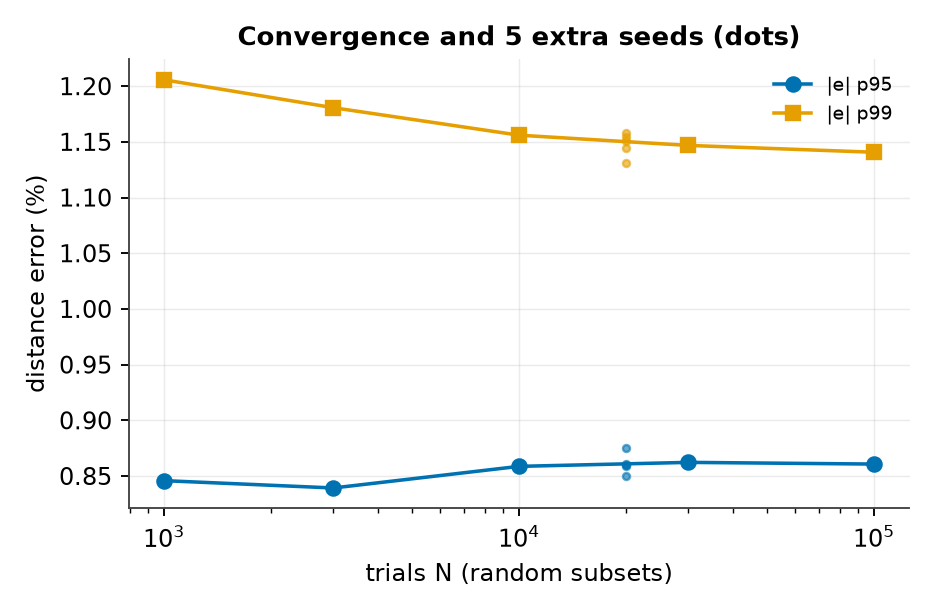 Convergence and 5 extra seeds (dots)
|e| p95
|e| p99
1.20
1.15
1.10
1.05
1.00
0.95
0.90
0.85
distance error (%)
10³ 10⁴ 10⁵
trials N (random subsets)